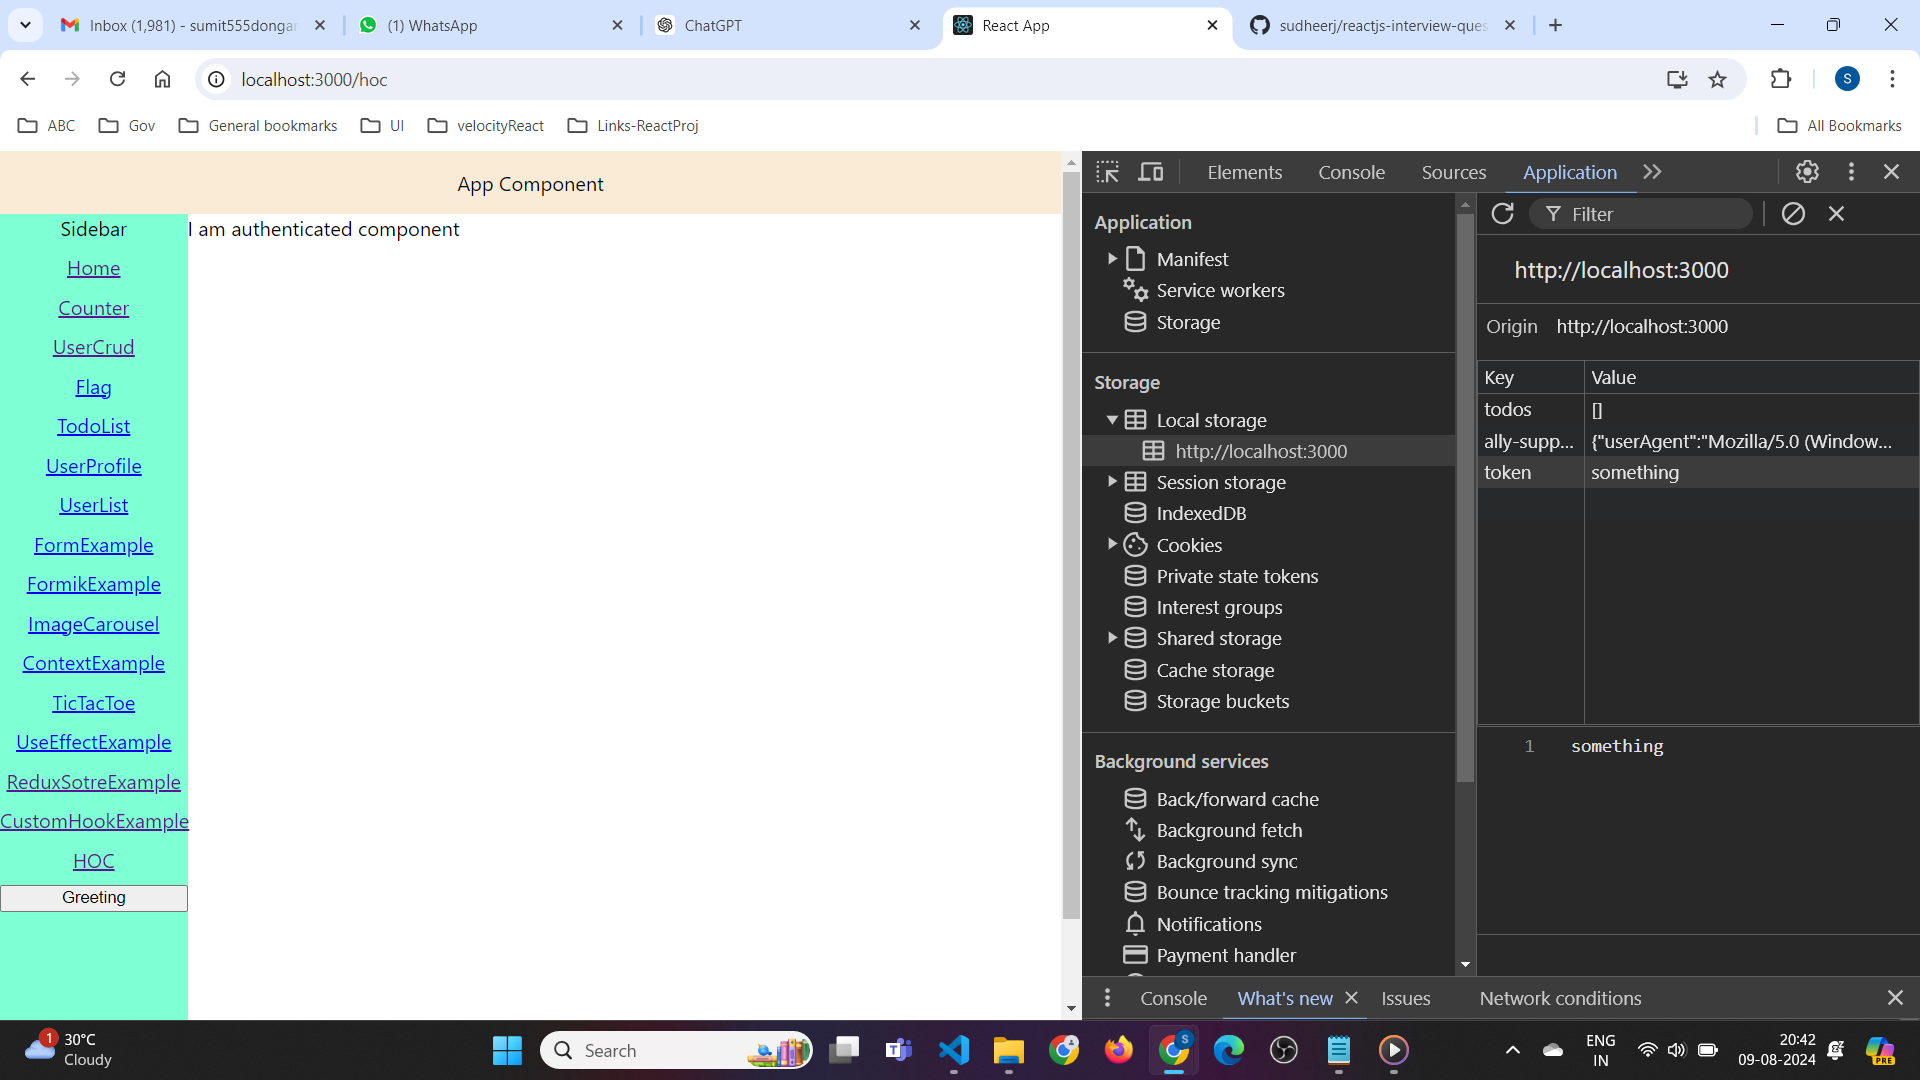 Inbox (1,981) - sumit555dongar
(1) WhatsApp
ChatGPT
React App
sudheerj/reactjs-interview-ques
localhost:3000/hoc
S
ABC
Gov
General bookmarks
UI
velocityReact
Links-ReactProj
All Bookmarks
App Component
Sidebar
Home
Counter
UserCrud
Flag
TodoList
UserProfile
UserList
FormExample
FormikExample
ImageCarousel
ContextExample
TicTacToe
UseEffectExample
ReduxSotreExample
CustomHookExample
HOC
Greeting
I am authenticated component
Elements
Console
Sources
Application
Application
Manifest
Service workers
Storage
Storage
Local storage
http://localhost:3000
Session storage
IndexedDB
Cookies
Private state tokens
Interest groups
Shared storage
Cache storage
Storage buckets
Background services
Back/forward cache
Background fetch
Background sync
Bounce tracking mitigations
Notifications
Payment handler
Filter
http://localhost:3000
Origin http://localhost:3000
Key Value
todos []
ally-supp... {"userAgent":"Mozilla/5.0 (Window...
token something
1 something
Console
What's new
Issues
Network conditions
1
30°C
Cloudy
Search
S
ENG
IN
20:42
09-08-2024
PRE